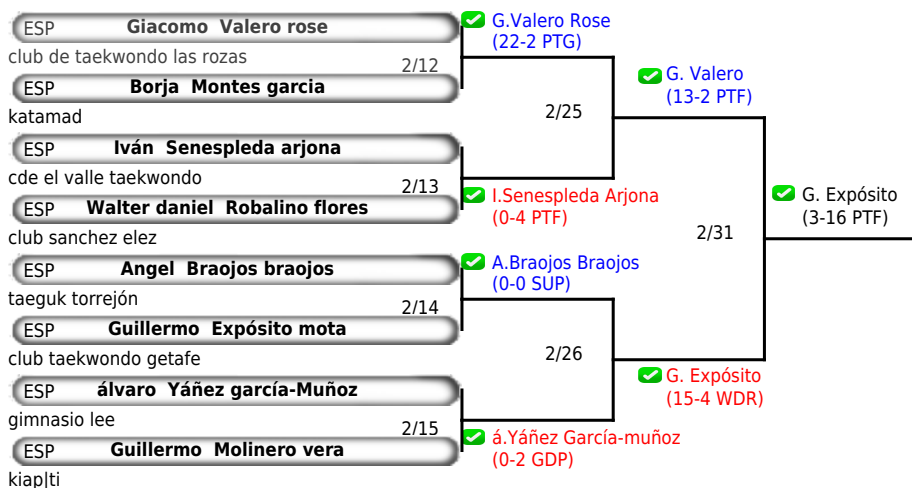 ESP Giacomo Valero rose
club de taekwondo las rozas
2/12
ESP Borja Montes garcia
katamad
ESP Iván Senespleda arjona
cde el valle taekwondo
2/13
ESP Walter daniel Robalino flores
club sanchez elez
ESP Angel Braojos braojos
taeguk torrejón
2/14
ESP Guillermo Expósito mota
club taekwondo getafe
ESP álvaro Yáñez garcía-Muñoz
gimnasio lee
2/15
ESP Guillermo Molinero vera
kiap|ti
G.Valero Rose
(22-2 PTG)
2/25
I.Senespleda Arjona
(0-4 PTF)
A.Braojos Braojos
(0-0 SUP)
2/26
á.Yáñez García-muñoz
(0-2 GDP)
G. Valero
(13-2 PTF)
2/31
G. Expósito
(15-4 WDR)
G. Expósito
(3-16 PTF)